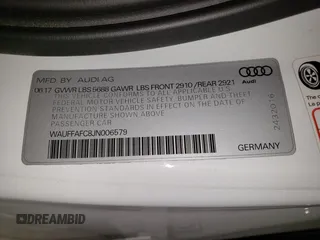 MFD. BY AUDI AG
06/17 GVWR LBS 5688 GAWR LBS FRONT 2910 / REAR 2921
THIS VEHICLE CONFORMS TO ALL APPLICABLE U.S.
FEDERAL MOTOR VEHICLE SAFETY, BUMPER, AND THEFT
PREVENTION STANDARDS IN EFFECT ON THE DATE OF
MANUFACTURE SHOWN ABOVE
PASSENGER CAR
WAUFFAFC8JN006579
GERMANY
Audi
DREAMBID